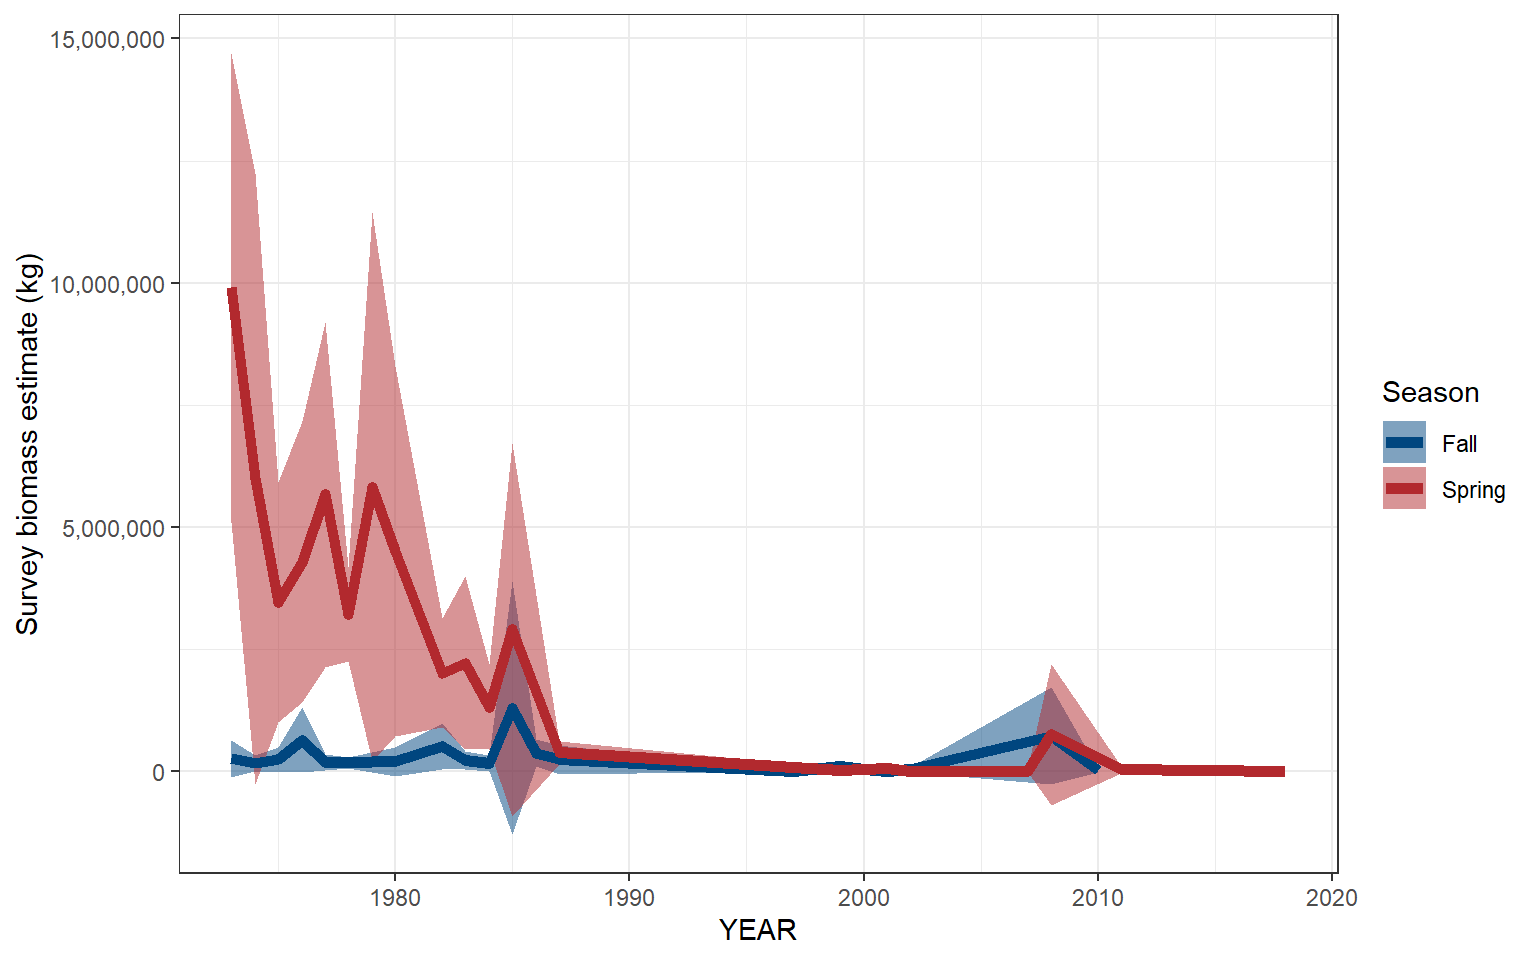 15,000,000
10,000,000
5,000,000
0
Survey biomass estimate (kg)
1980
1990
2000
2010
2020
YEAR
Season
Fall
Spring